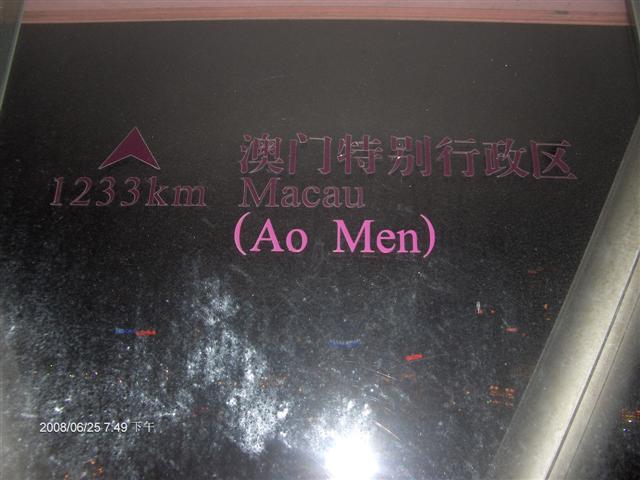 澳门特别行政区
1233km Macau
(Ao Men)
2008/06/25 7:49 下午